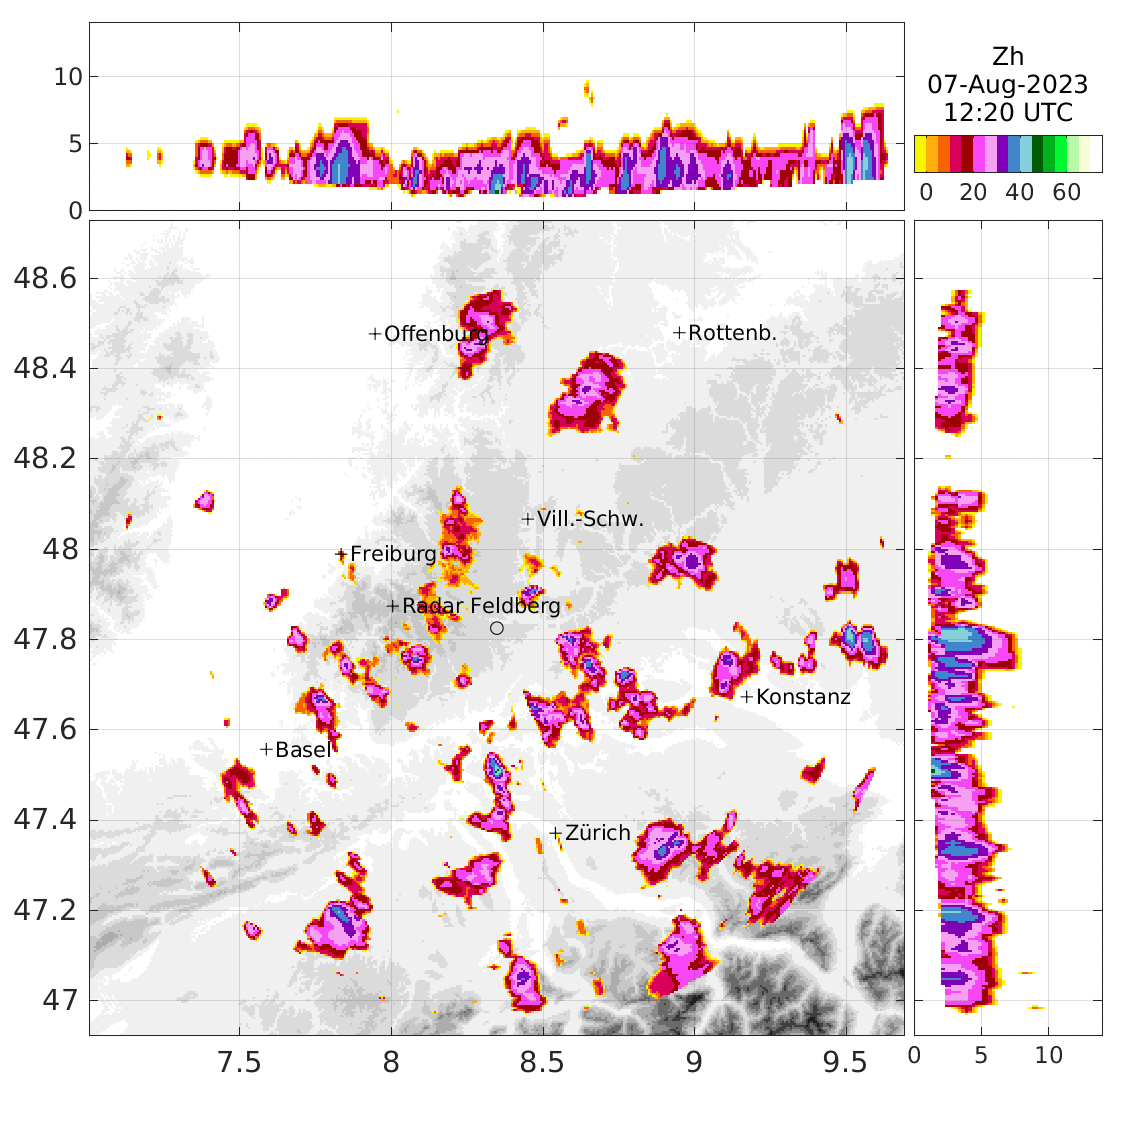 Zh
07-Aug-2023
12:20 UTC
10
5
0
0 20 40 60
48.6
48.4
48.2
48
47.8
47.6
47.4
47.2
47
+Offenburg
+Rottenb.
+Vill.-Schw.
+Freiburg
+Radar Feldberg
+Konstanz
+Basel
+Zürich
7.5 8 8.5 9 9.5
0 5 10